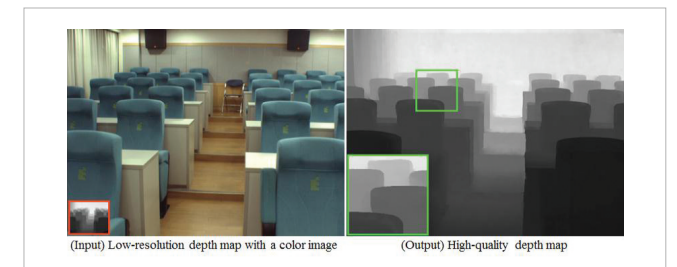 (Input) Low-resolution depth map with a color image
(Output) High-quality depth map